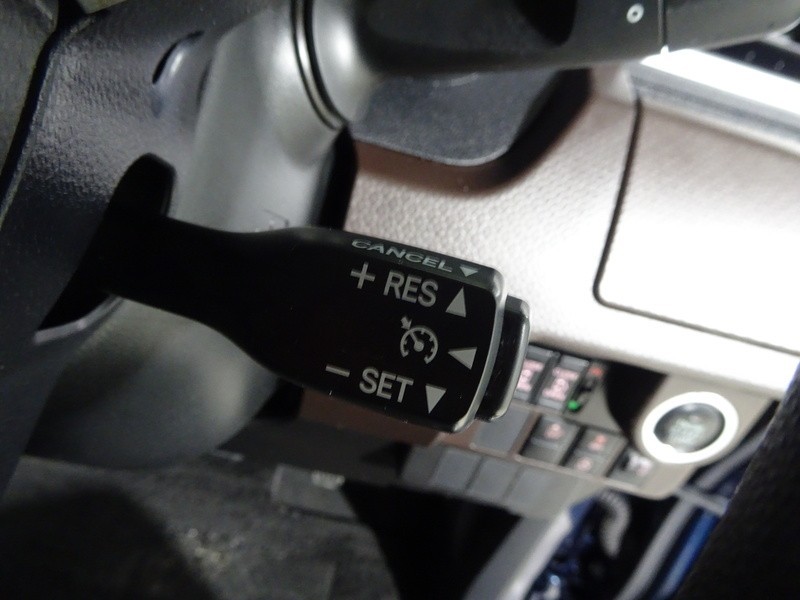 CANCEL
+ RES
- SET